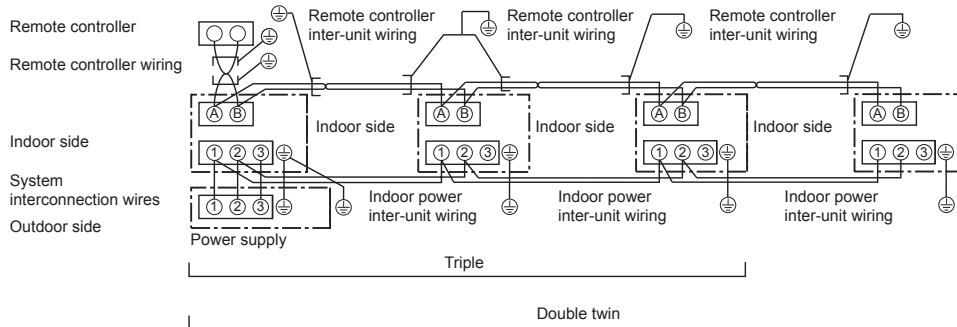 Remote controller
Remote controller
inter-unit wiring
Remote controller
inter-unit wiring
Remote controller
inter-unit wiring
Remote controller wiring
A B
A B
A B
A B
Indoor side
Indoor side
Indoor side
Indoor side
1 2 3
1 2 3
1 2 3
1 2 3
System
interconnection wires
Indoor power
inter-unit wiring
Indoor power
inter-unit wiring
Indoor power
inter-unit wiring
1 2 3
Outdoor side
Power supply
Triple
Double twin